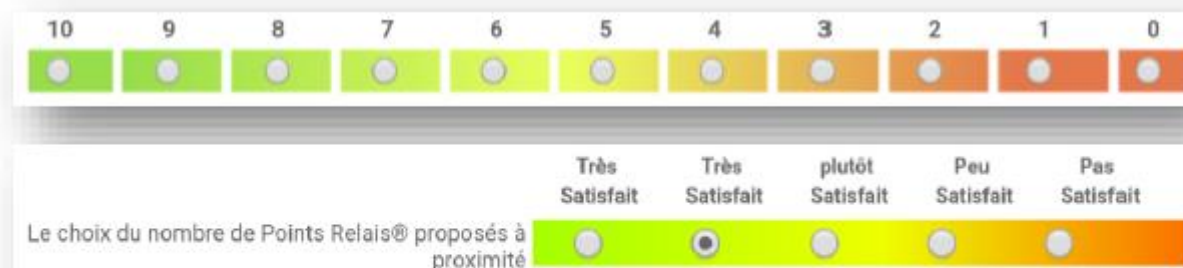 10 9 8 7 6 5 4 3 2 1 0
Très Très plutôt Peu Pas
Satisfait Satisfait Satisfait Satisfait Satisfait
Le choix du nombre de Points Relais® proposés à
proximité